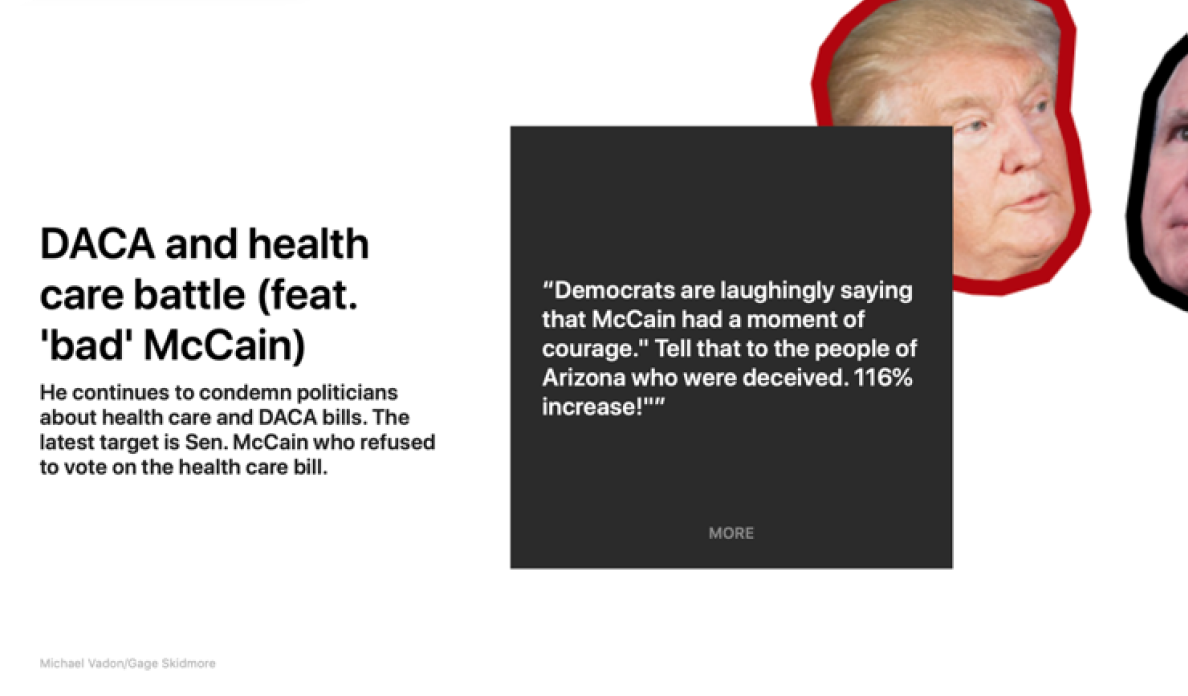 DACA and health
care battle (feat.
'bad' McCain)
He continues to condemn politicians
about health care and DACA bills. The
latest target is Sen. McCain who refused
to vote on the health care bill.
“Democrats are laughingly saying
that McCain had a moment of
courage." Tell that to the people of
Arizona who were deceived. 116%
increase!"”
MORE
Michael Vadon/Gage Skidmore